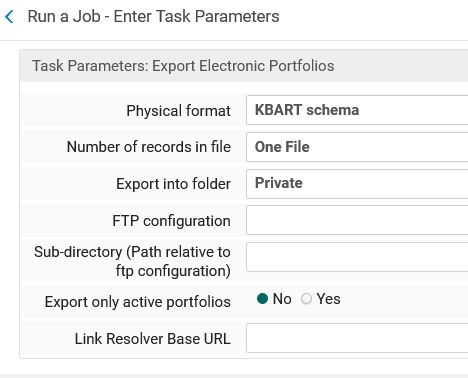 Run a Job - Enter Task Parameters
Task Parameters: Export Electronic Portfolios
Physical format KBART schema
Number of records in file One File
Export into folder Private
FTP configuration
Sub-directory (Path relative to
ftp configuration)
Export only active portfolios No Yes
Link Resolver Base URL